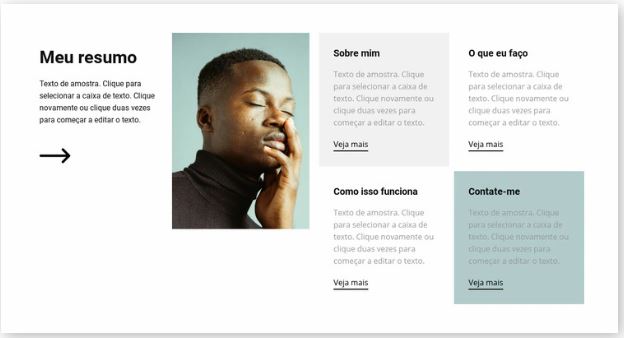 Meu resumo
Texto de amostra. Clique para
selecionar a caixa de texto. Clique
novamente ou clique duas vezes
para começar a editar o texto.
Sobre mim
Texto de amostra. Clique
para selecionar a caixa de
texto. Clique novamente ou
clique duas vezes para
começar a editar o texto.
Veja mais
O que eu faço
Texto de amostra. Clique
para selecionar a caixa de
texto. Clique novamente ou
clique duas vezes para
começar a editar o texto.
Veja mais
Como isso funciona
Texto de amostra. Clique
para selecionar a caixa de
texto. Clique novamente ou
clique duas vezes para
começar a editar o texto.
Veja mais
Contate-me
Texto de amostra. Clique
para selecionar a caixa de
texto. Clique novamente ou
clique duas vezes para
começar a editar o texto.
Veja mais